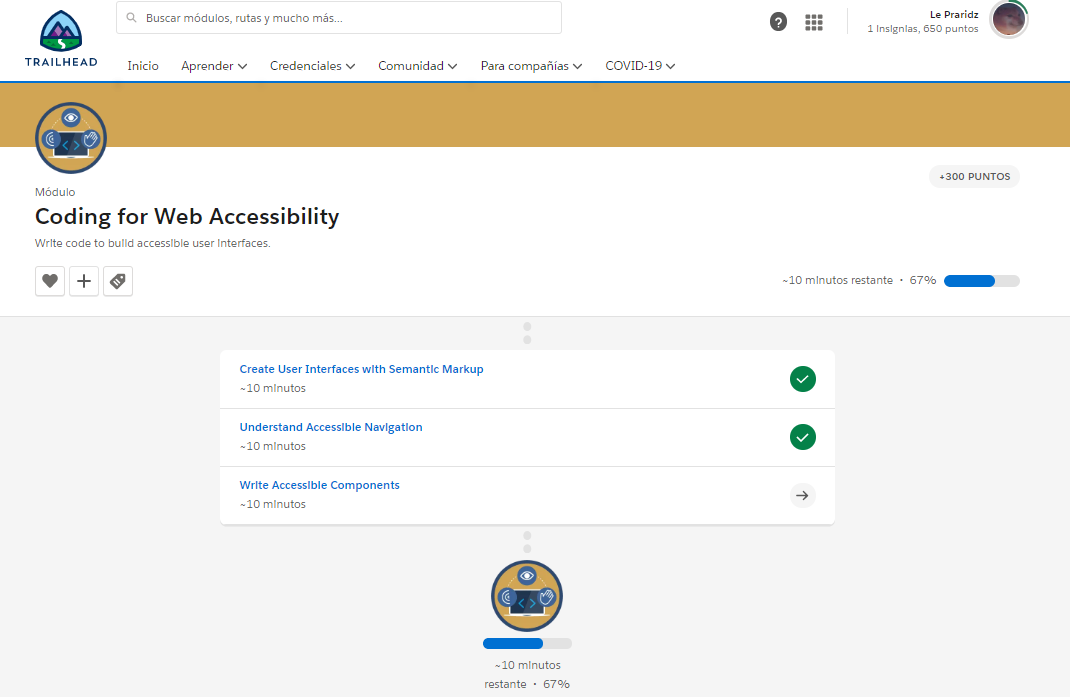 Buscar módulos, rutas y mucho más...
?
Le Praridz
1 insignias, 650 puntos
TRAILHEAD
Inicio Aprender Credenciales Comunidad Para compañías COVID-19
+300 PUNTOS
Módulo
Coding for Web Accessibility
Write code to build accessible user interfaces.
~10 minutos restante • 67%
Create User Interfaces with Semantic Markup
~10 minutos
Understand Accessible Navigation
~10 minutos
Write Accessible Components
~10 minutos
~10 minutos
restante • 67%